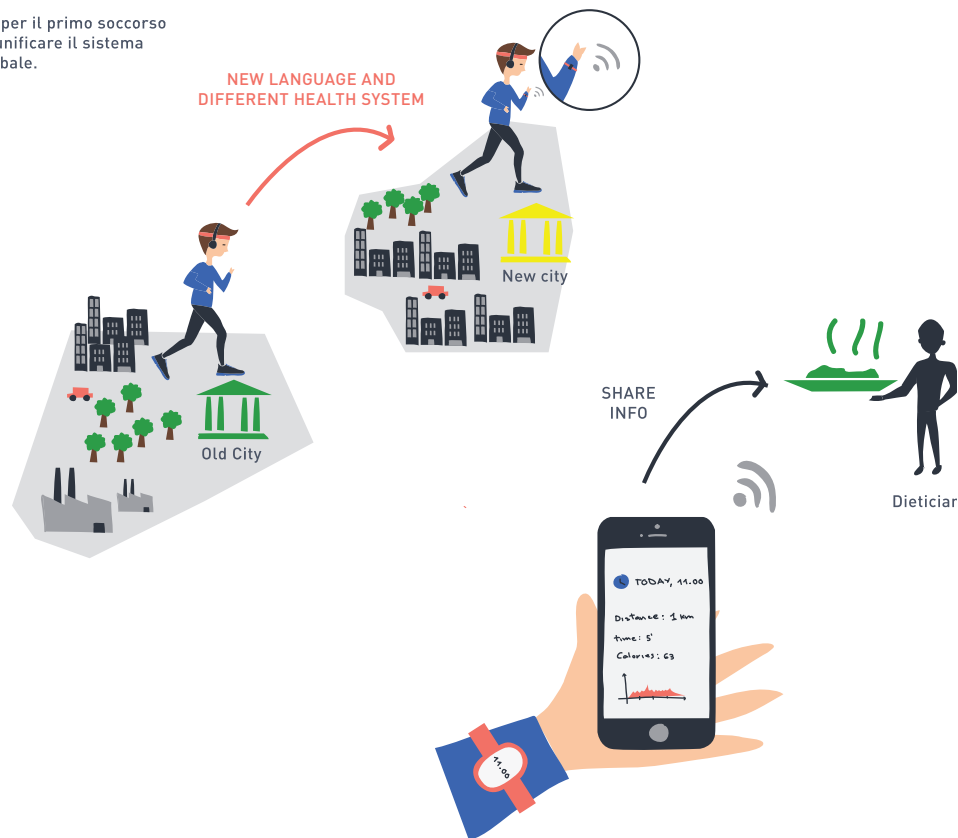 per il primo soccorso
unificare il sistema
bale.
NEW LANGUAGE AND
DIFFERENT HEALTH SYSTEM
New city
Old City
SHARE
INFO
Dietician
TODAY, 11.00
Distance: 1 km
time: 5'
Calories: 63
11.00